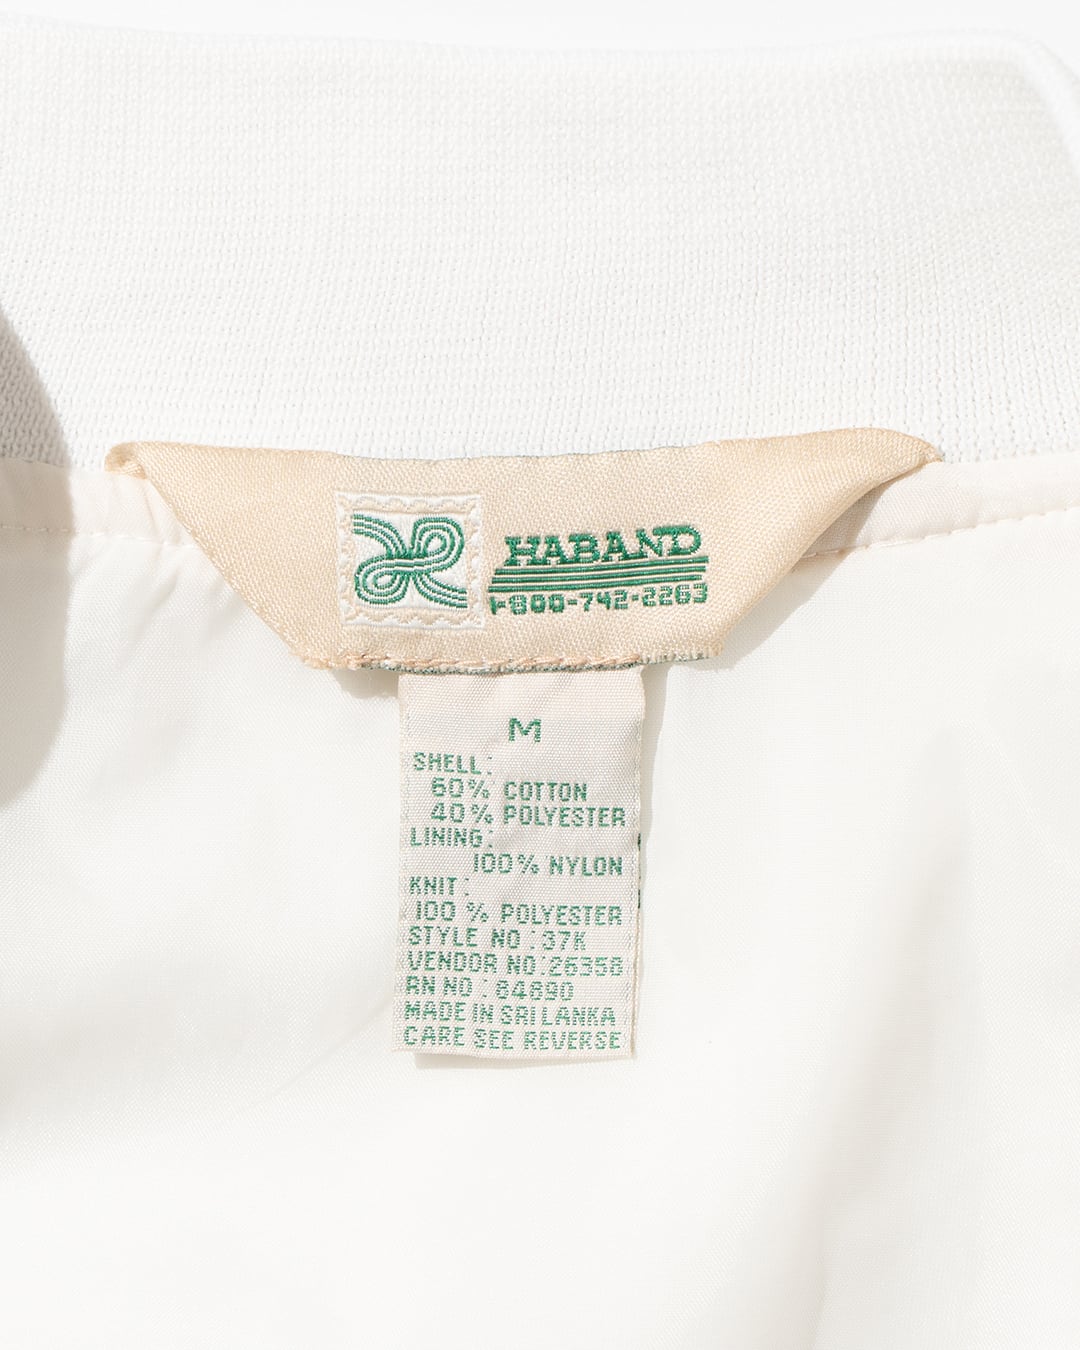 HABAND
1-800-742-2263
M
SHELL:
60% COTTON
40% POLYESTER
LINING:
100% NYLON
KNIT:
100 % POLYESTER
STYLE NO:37K
VENDOR NO:26358
RN NO:84690
MADE IN SRI LANKA
CARE SEE REVERSE